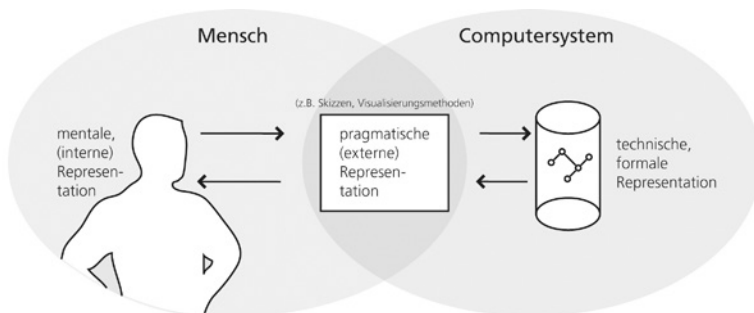 Mensch
Computersystem
(z.B. Skizzen, Visualisierungsmethoden)
mentale,
(interne)
Represen-
tation
pragmatische
(externe)
Represen-
tation
technische,
formale
Representation